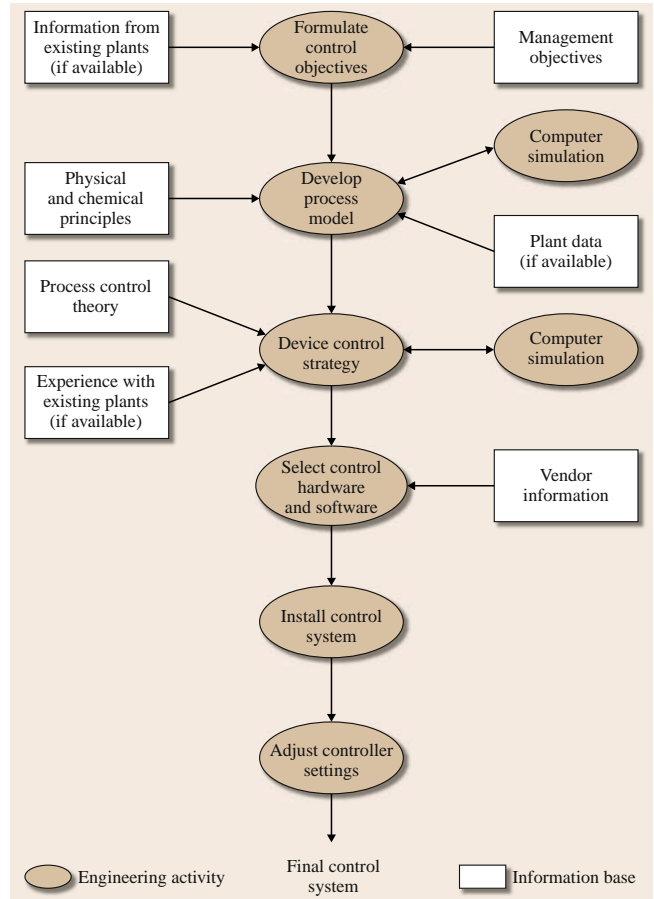 Information from
existing plants
(if available)
Formulate
control
objectives
Management
objectives
Computer
simulation
Physical
and chemical
principles
Develop
process
model
Plant data
(if available)
Process control
theory
Device control
strategy
Computer
simulation
Experience with
existing plants
(if available)
Select control
hardware
and software
Vendor
information
Install control
system
Adjust controller
settings
Engineering activity
Final control
system
Information base